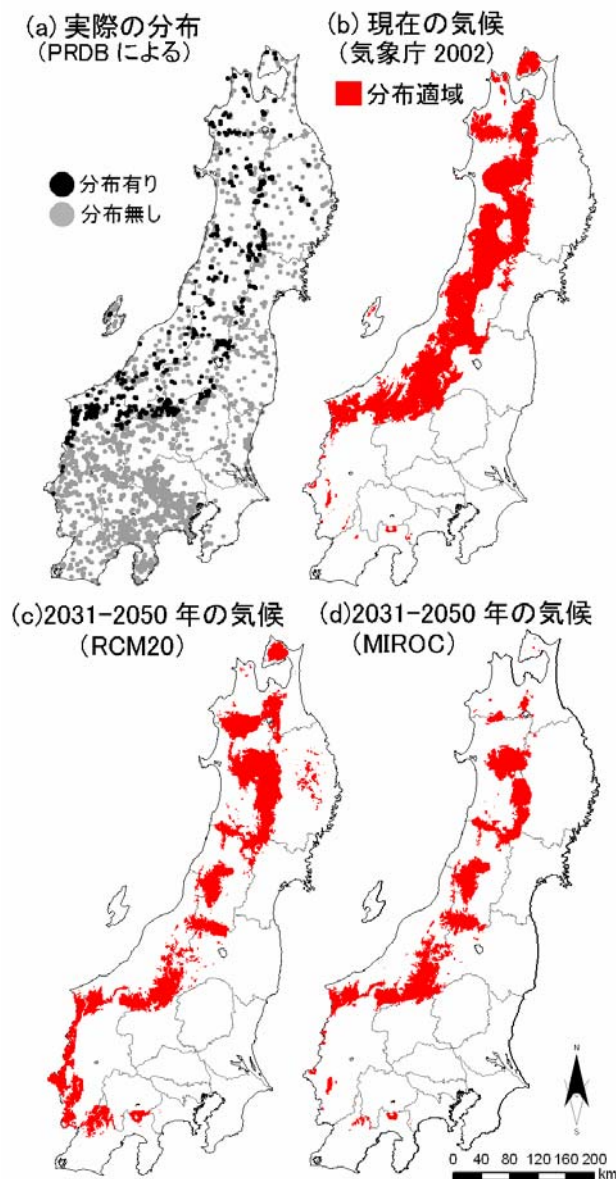 (a) 実際の分布
(PRDB による)
分布有り
分布無し
(b) 現在の気候
(気象庁 2002)
分布適域
(c)2031-2050 年の気候
(RCM20)
(d)2031-2050 年の気候
(MIROC)
N
S
0 40 80 120 160 200
km